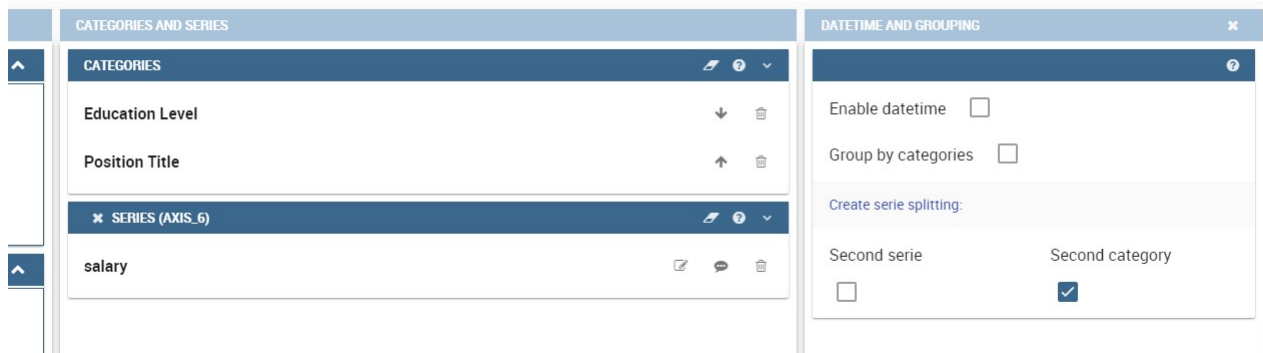 CATEGORIES AND SERIES
CATEGORIES
Education Level
Position Title
SERIES (AXIS_6)
salary
DATETIME AND GROUPING
Enable datetime
Group by categories
Create serie splitting:
Second serie Second category